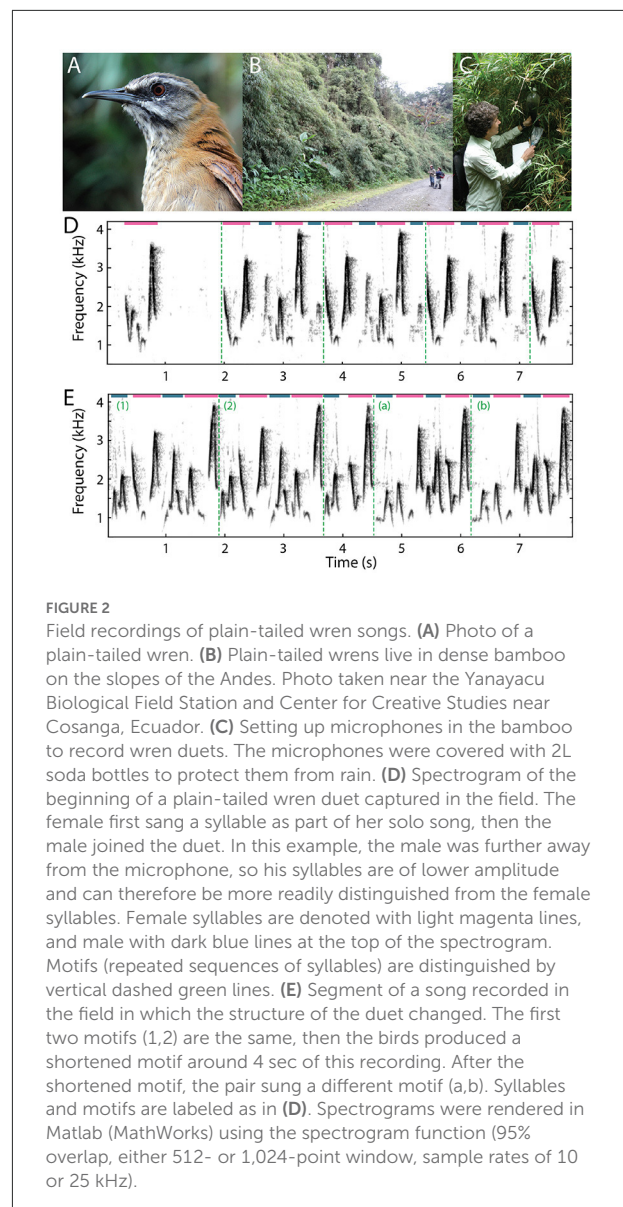 A
B
C
D
4
3
2
1
Frequency (kHz)
1
2
3
4
5
6
7
E
(1)
(2)
(a)
(b)
4
3
2
1
Frequency (kHz)
1
2
3
4
5
6
7
Time (s)
FIGURE 2
Field recordings of plain-tailed wren songs. (A) Photo of a
plain-tailed wren. (B) Plain-tailed wrens live in dense bamboo
on the slopes of the Andes. Photo taken near the Yanayacu
Biological Field Station and Center for Creative Studies near
Cosanga, Ecuador. (C) Setting up microphones in the bamboo
to record wren duets. The microphones were covered with 2L
soda bottles to protect them from rain. (D) Spectrogram of the
beginning of a plain-tailed wren duet captured in the field. The
female first sang a syllable as part of her solo song, then the
male joined the duet. In this example, the male was further away
from the microphone, so his syllables are of lower amplitude
and can therefore be more readily distinguished from the female
syllables. Female syllables are denoted with light magenta lines,
and male with dark blue lines at the top of the spectrogram.
Motifs (repeated sequences of syllables) are distinguished by
vertical dashed green lines. (E) Segment of a song recorded in
the field in which the structure of the duet changed. The first
two motifs (1,2) are the same, then the birds produced a
shortened motif around 4 sec of this recording. After the
shortened motif, the pair sung a different motif (a,b). Syllables
and motifs are labeled as in (D). Spectrograms were rendered in
Matlab (MathWorks) using the spectrogram function (95%
overlap, either 512- or 1,024-point window, sample rates of 10
or 25 kHz).